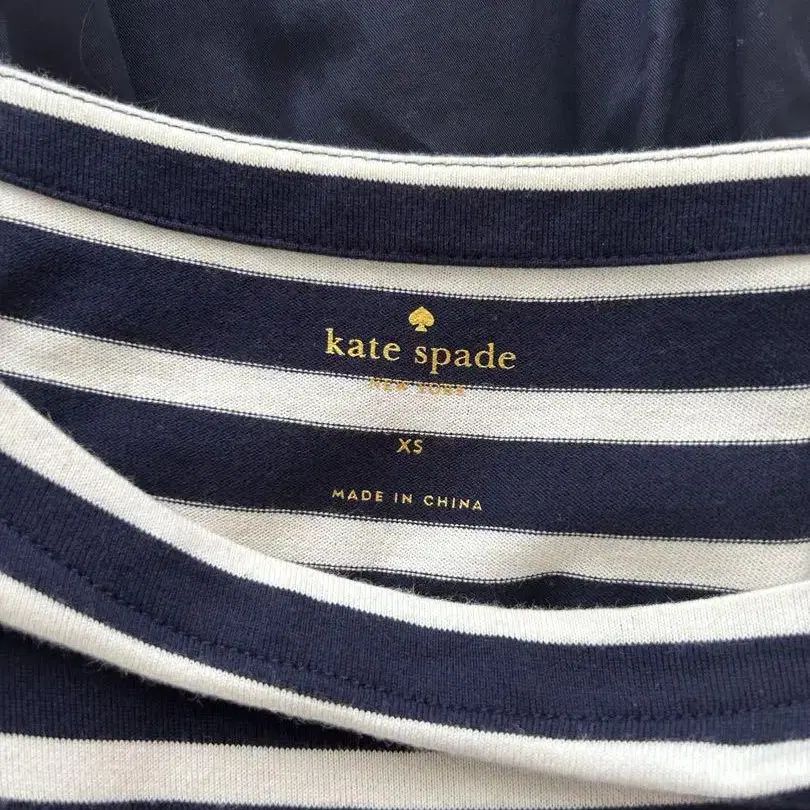 kate spade
NEW YORK
XS
MADE IN CHINA